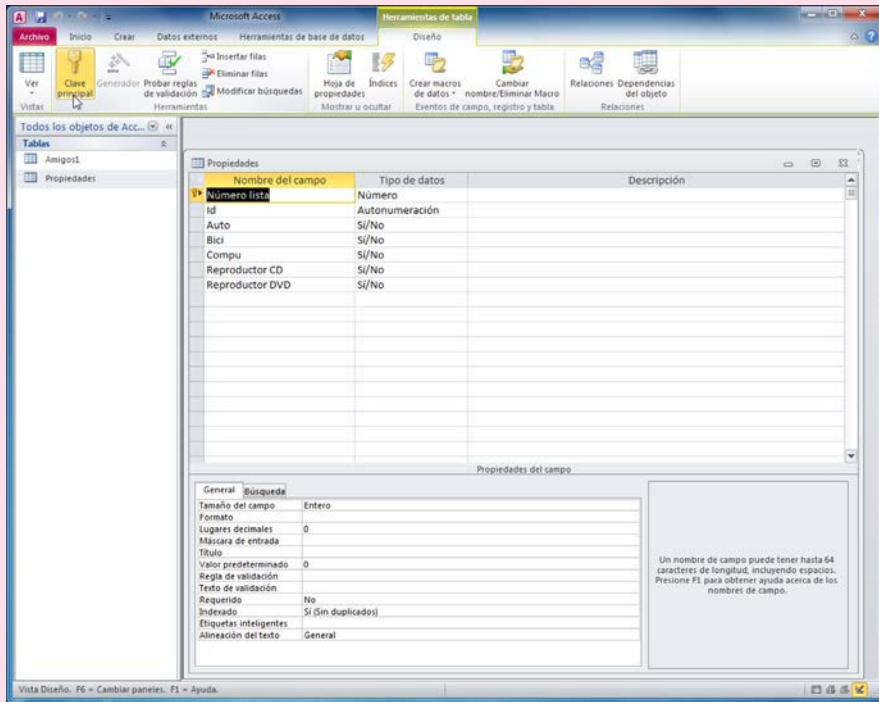 Microsoft Access
Herramientas de tabla
Archivo Inicio Crear Datos externos Herramientas de base de datos Diseño
Ver
Clave principal
Generador
Probar reglas de validación
Insertar filas
Eliminar filas
Modificar búsquedas
Hoja de propiedades
Índices
Crear macros de datos
Cambiar nombre/Eliminar Macro
Relaciones
Dependencias del objeto
Vistas Herramientas Mostrar u ocultar Eventos de campo, registro y tabla Relaciones
Todos los objetos de Acc...
Tablas
Amigos1
Propiedades
Propiedades
Nombre del campo Tipo de datos Descripción
Número lista Número
Id Autonumeración
Auto Sí/No
Bici Sí/No
Compu Sí/No
Reproductor CD Sí/No
Reproductor DVD Sí/No
Propiedades del campo
General Búsqueda
Tamaño del campo Entero
Formato
Lugares decimales 0
Máscara de entrada
Título
Valor predeterminado 0
Regla de validación
Texto de validación
Requerido No
Indexado Sí (Sin duplicados)
Etiquetas inteligentes
Alineación del texto General
Un nombre de campo puede tener hasta 64
caracteres de longitud, incluyendo espacios.
Presione F1 para obtener ayuda acerca de los
nombres de campo.
Vista Diseño. F6 = Cambiar paneles. F1 = Ayuda.